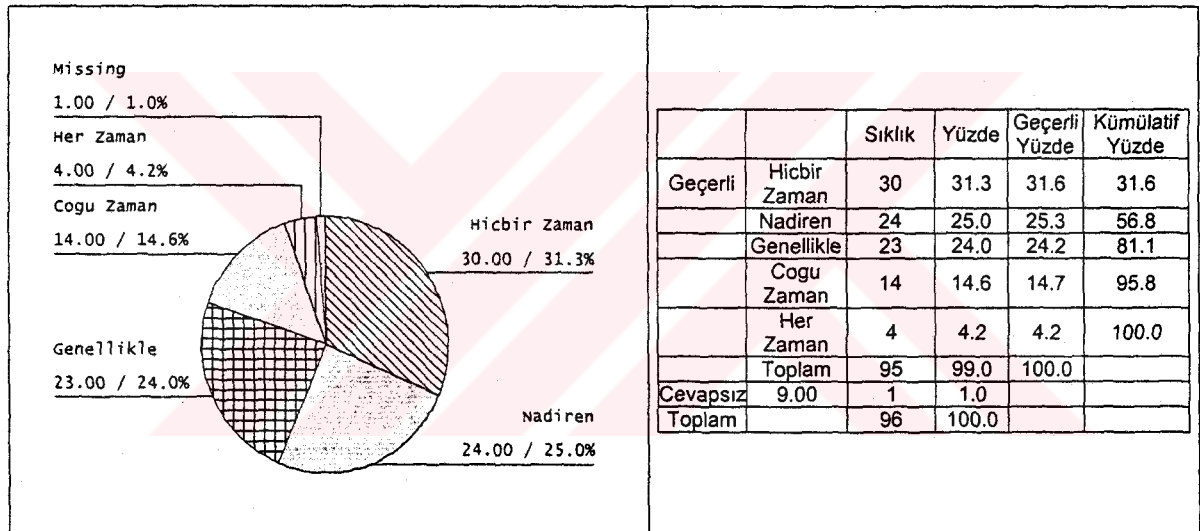 Missing
1.00 / 1.0%
Her Zaman
4.00 / 4.2%
Cogu Zaman
14.00 / 14.6%
Hicbir Zaman
30.00 / 31.3%
Genellikle
23.00 / 24.0%
Nadiren
24.00 / 25.0%
Sıklık Yüzde Geçerli Yüzde Kümülatif Yüzde
Geçerli Hicbir Zaman 30 31.3 31.6 31.6
Nadiren 24 25.0 25.3 56.8
Genellikle 23 24.0 24.2 81.1
Cogu Zaman 14 14.6 14.7 95.8
Her Zaman 4 4.2 4.2 100.0
Toplam 95 99.0 100.0
Cevapsız 9.00 1 1.0
Toplam 96 100.0